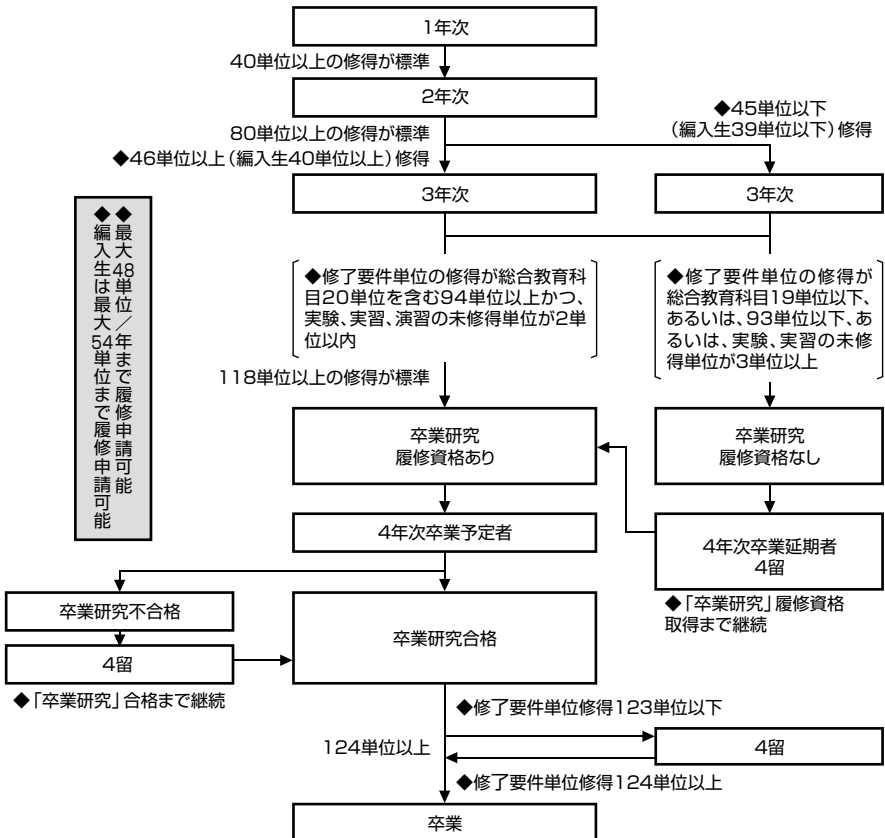 1年次
40単位以上の修得が標準
2年次
80単位以上の修得が標準
◆46単位以上(編入生40単位以上)修得
◆45単位以下
(編入生39単位以下)修得
3年次
3年次
◆最大48単位/年まで履修申請可能
◆編入生は最大54単位まで履修申請可能
◆修了要件単位の修得が総合教育科
目20単位を含む94単位以上かつ、
実験、実習、演習の未修得単位が2単
位以内
◆修了要件単位の修得が
総合教育科目19単位以下、
あるいは、93単位以下、あ
るいは、実験、実習の未修
得単位が3単位以上
118単位以上の修得が標準
卒業研究
履修資格あり
卒業研究
履修資格なし
4年次卒業予定者
4年次卒業延期者
4留
◆「卒業研究」履修資格
取得まで継続
卒業研究不合格
4留
◆「卒業研究」合格まで継続
卒業研究合格
◆修了要件単位修得123単位以下
124単位以上
4留
◆修了要件単位修得124単位以上
卒業